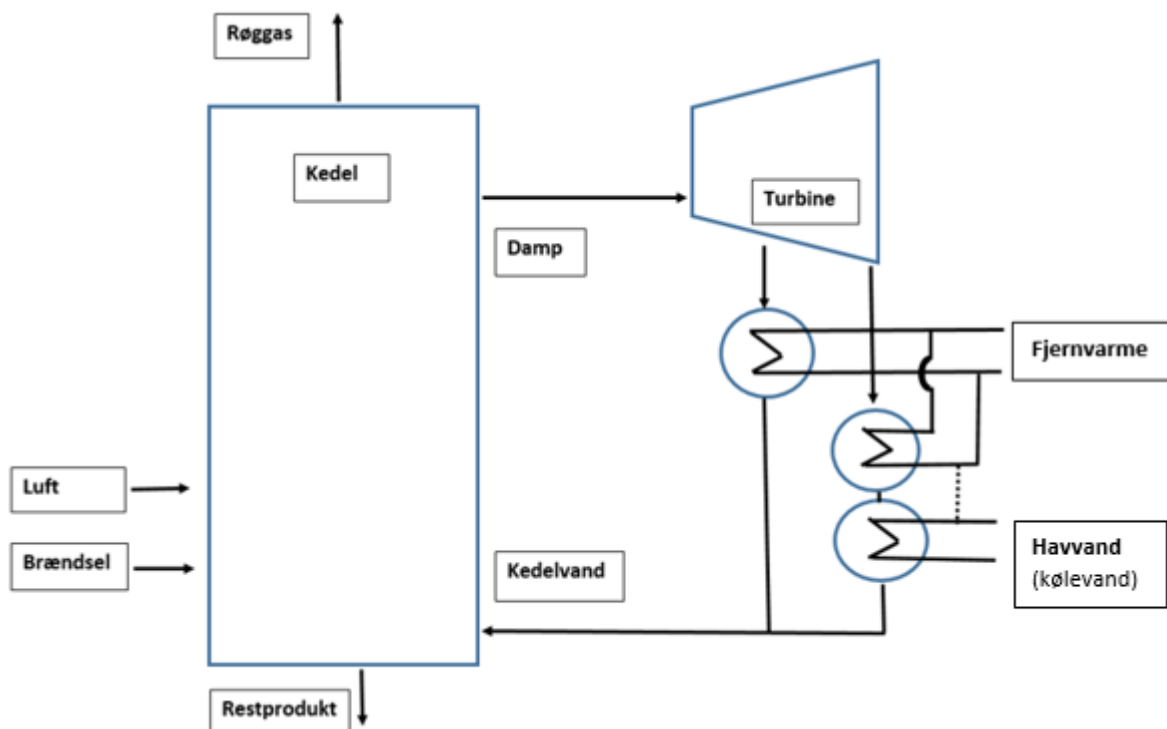 Røggas
Kedel
Turbine
Damp
Fjernvarme
Luft
Brændsel
Kedelvand
Havvand
(kølevand)
Restprodukt